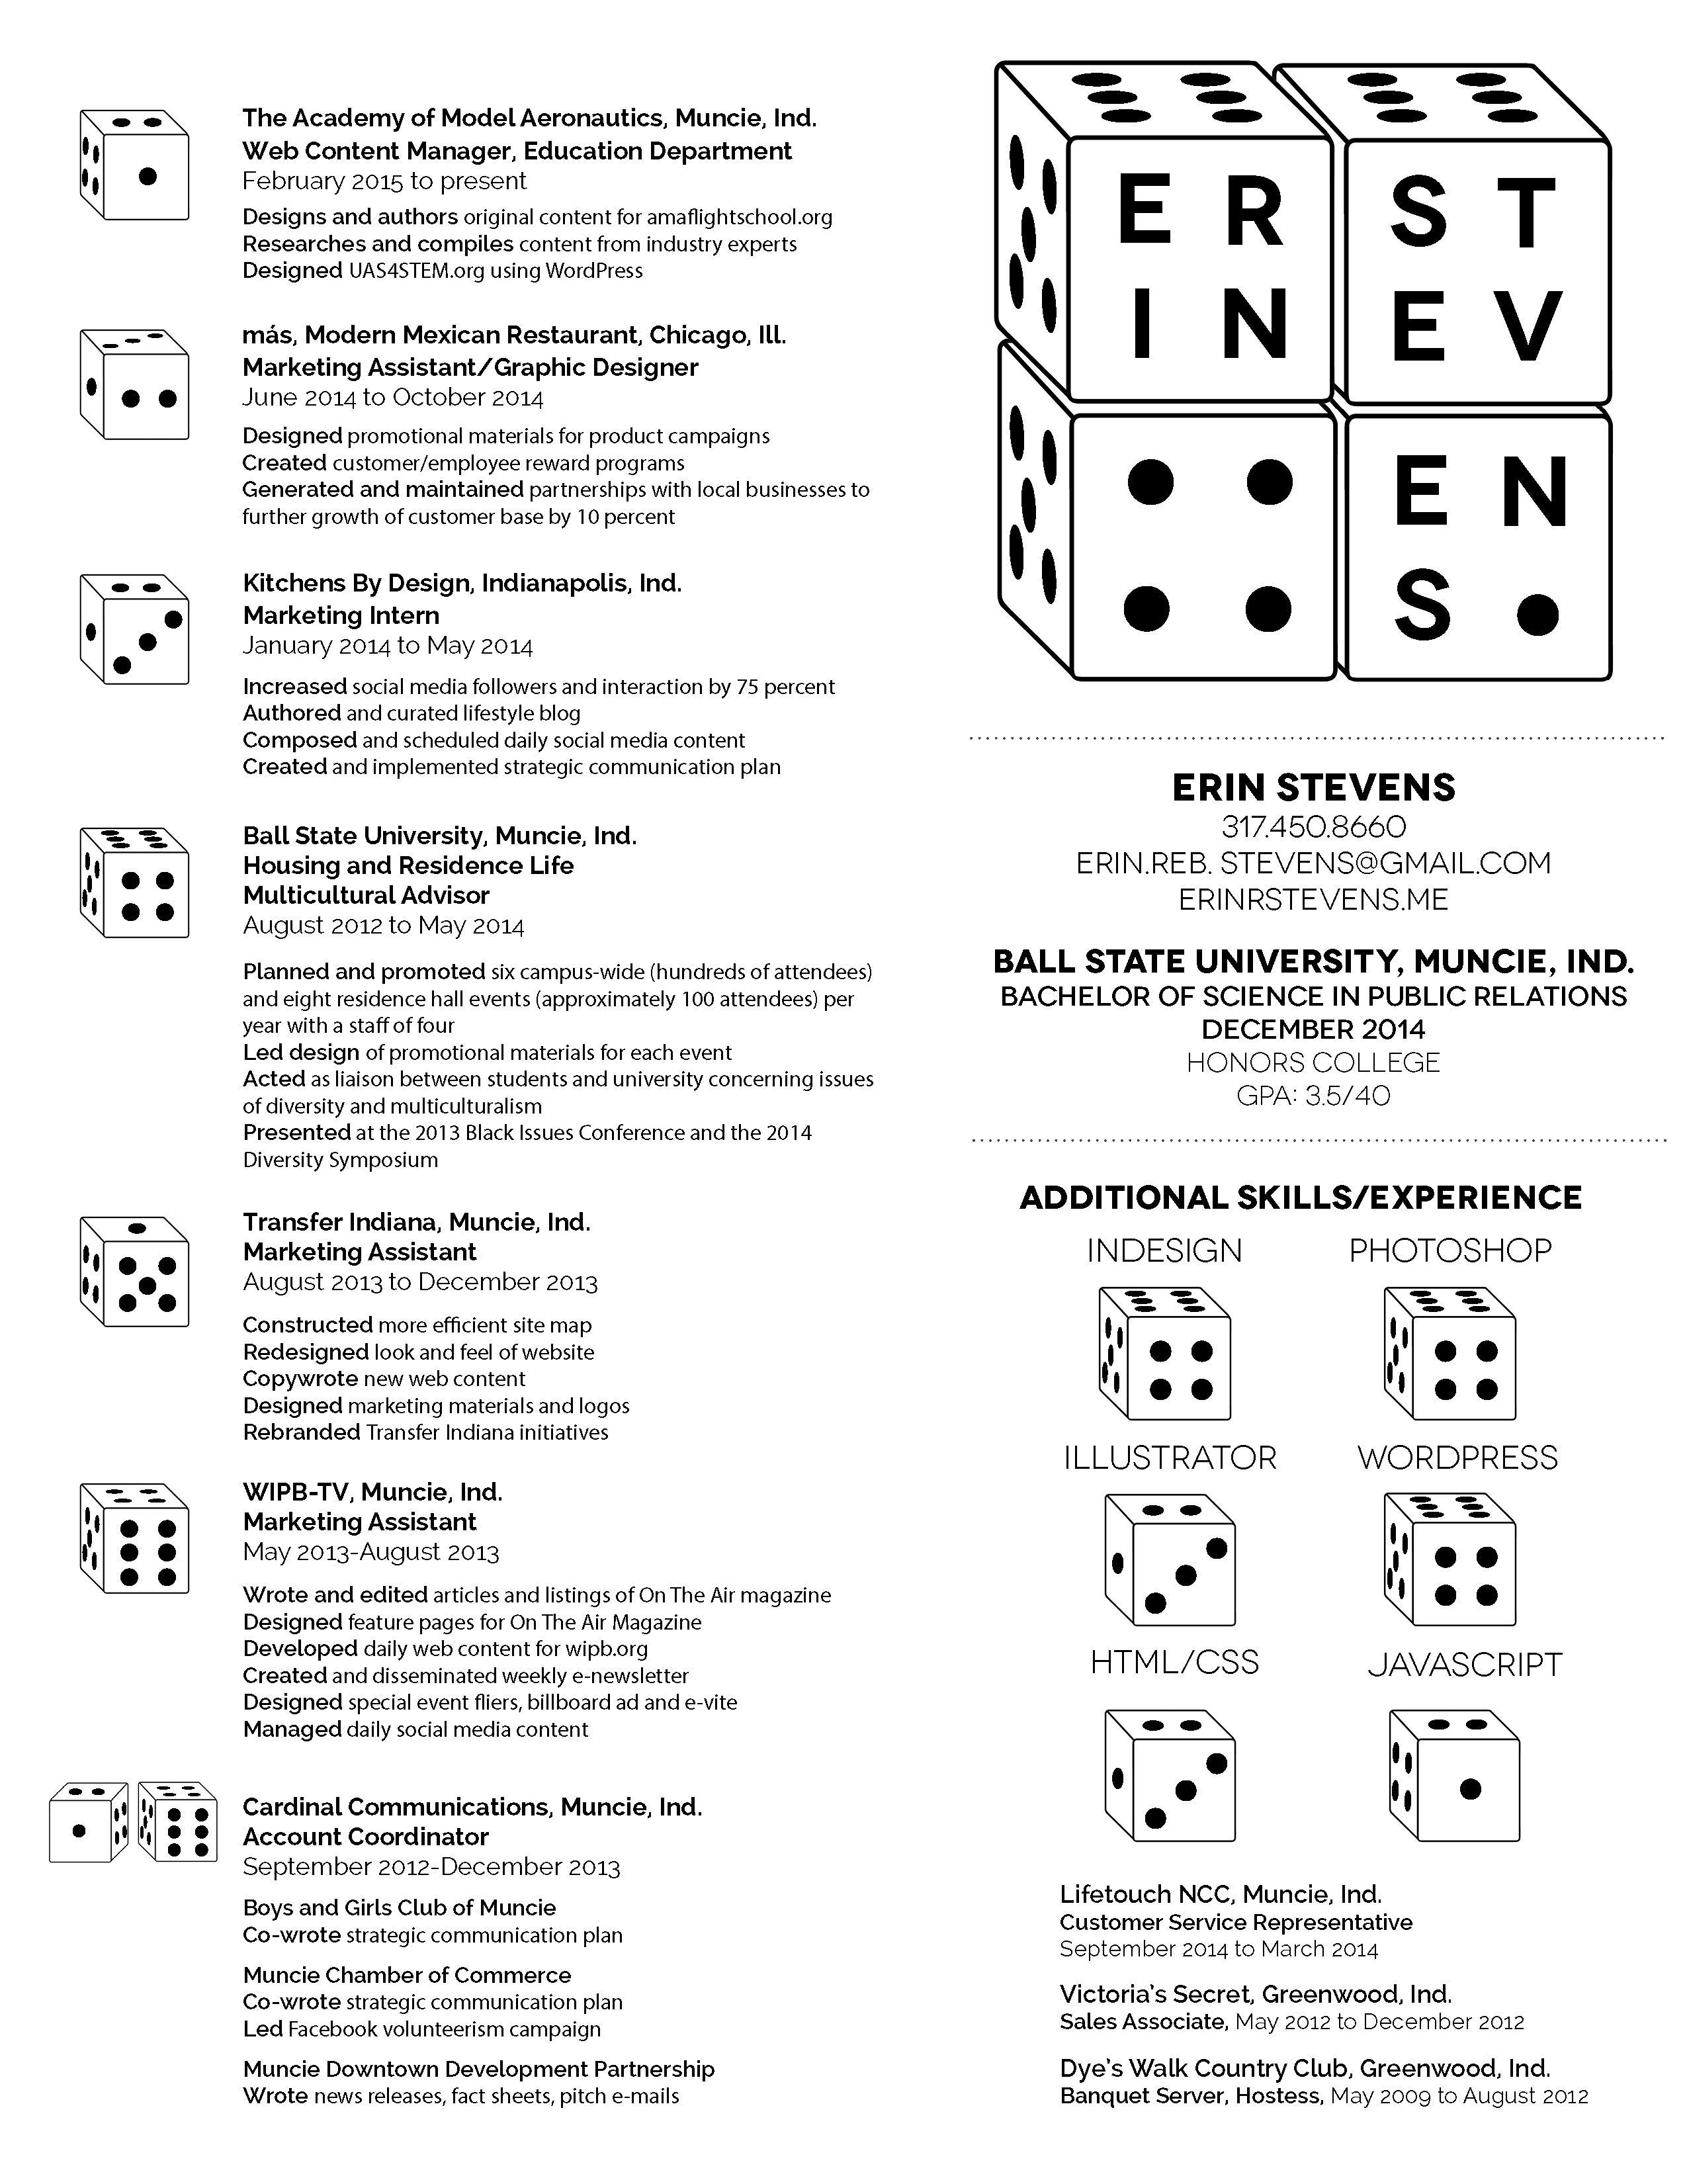 The Academy of Model Aeronautics, Muncie, Ind.
Web Content Manager, Education Department
February 2015 to present
Designs and authors original content for amaflightschool.org
Researches and compiles content from industry experts
Designed UAS4STEM.org using WordPress
más, Modern Mexican Restaurant, Chicago, Ill.
Marketing Assistant/Graphic Designer
June 2014 to October 2014
Designed promotional materials for product campaigns
Created customer/employee reward programs
Generated and maintained partnerships with local businesses to
further growth of customer base by 10 percent
Kitchens By Design, Indianapolis, Ind.
Marketing Intern
January 2014 to May 2014
Increased social media followers and interaction by 75 percent
Authored and curated lifestyle blog
Composed and scheduled daily social media content
Created and implemented strategic communication plan
Ball State University, Muncie, Ind.
Housing and Residence Life
Multicultural Advisor
August 2012 to May 2014
Planned and promoted six campus-wide (hundreds of attendees)
and eight residence hall events (approximately 100 attendees) per
year with a staff of four
Led design of promotional materials for each event
Acted as liaison between students and university concerning issues
of diversity and multiculturalism
Presented at the 2013 Black Issues Conference and the 2014
Diversity Symposium
Transfer Indiana, Muncie, Ind.
Marketing Assistant
August 2013 to December 2013
Constructed more efficient site map
Redesigned look and feel of website
Copywrote new web content
Designed marketing materials and logos
Rebranded Transfer Indiana initiatives
WIPB-TV, Muncie, Ind.
Marketing Assistant
May 2013-August 2013
Wrote and edited articles and listings of On The Air magazine
Designed feature pages for On The Air Magazine
Developed daily web content for wipb.org
Created and disseminated weekly e-newsletter
Designed special event fliers, billboard ad and e-vite
Managed daily social media content
Cardinal Communications, Muncie, Ind.
Account Coordinator
September 2012-December 2013
Boys and Girls Club of Muncie
Co-wrote strategic communication plan
Muncie Chamber of Commerce
Co-wrote strategic communication plan
Led Facebook volunteerism campaign
Muncie Downtown Development Partnership
Wrote news releases, fact sheets, pitch e-mails
E R
I N
S T
E V
E N
S
ERIN STEVENS
317.450.8660
ERIN.REB. STEVENS@GMAIL.COM
ERINRSTEVENS.ME
BALL STATE UNIVERSITY, MUNCIE, IND.
BACHELOR OF SCIENCE IN PUBLIC RELATIONS
DECEMBER 2014
HONORS COLLEGE
GPA: 3.5/40
ADDITIONAL SKILLS/EXPERIENCE
INDESIGN PHOTOSHOP
ILLUSTRATOR WORDPRESS
HTML/CSS JAVASCRIPT
Lifetouch NCC, Muncie, Ind.
Customer Service Representative
September 2014 to March 2014
Victoria's Secret, Greenwood, Ind.
Sales Associate, May 2012 to December 2012
Dye's Walk Country Club, Greenwood, Ind.
Banquet Server, Hostess, May 2009 to August 2012